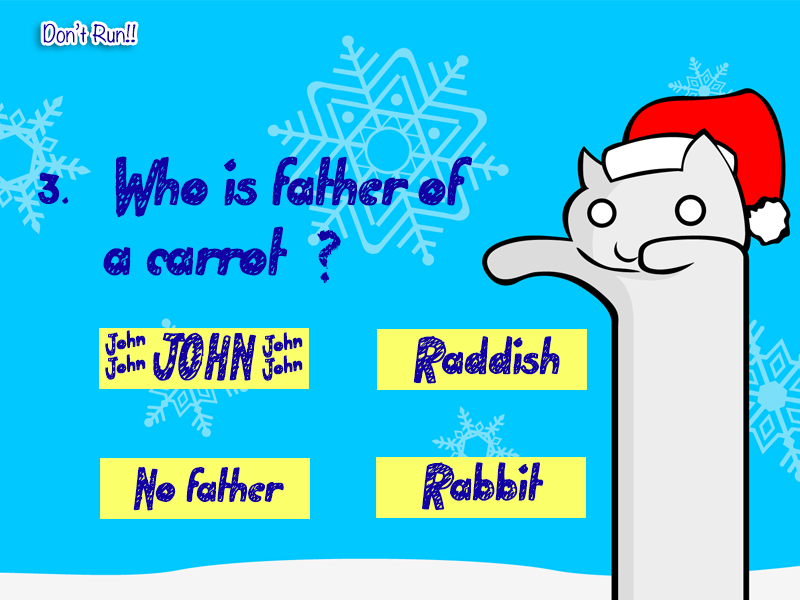 Don't Run!!
3. Who is father of
a carrot ?
John JOHN John
John John
Raddish
No father
Rabbit